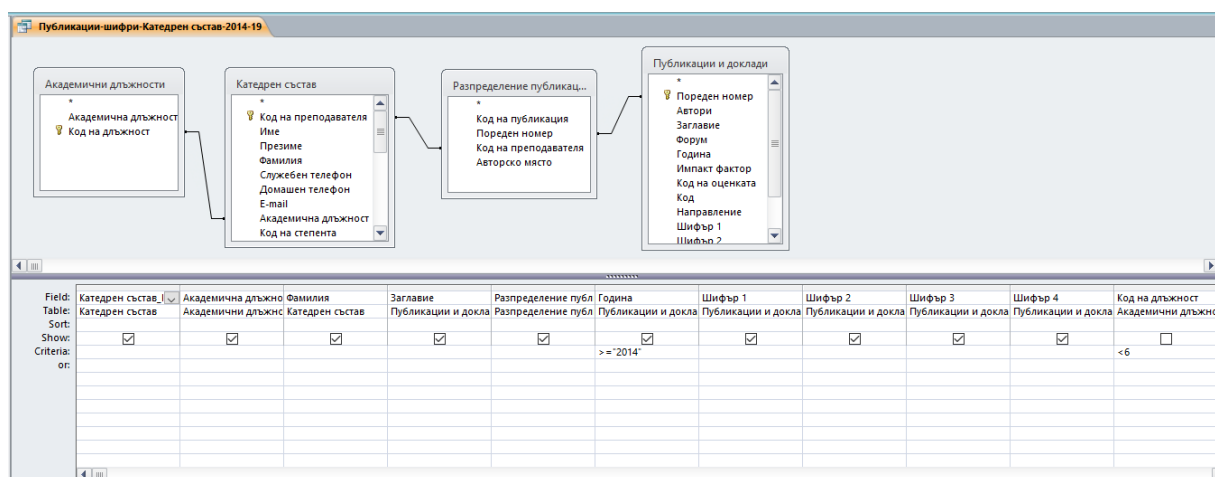 Публикации-шифри-Катедрен състав-2014-19
Академични длъжности
*
Академична длъжност
Код на длъжност
Катедрен състав
*
Код на преподавателя
Име
Презиме
Фамилия
Служебен телефон
Домашен телефон
E-mail
Академична длъжност
Код на степента
Разпределение публикац...
*
Код на публикация
Пореден номер
Код на преподавателя
Авторско място
Публикации и доклади
*
Пореден номер
Автори
Заглавие
Форум
Година
Импакт фактор
Код на оценката
Код
Направление
Шифър 1
Шифър 2
Field: Катедрен състав_ Академична длъжно Фамилия Заглавие Разпределение публ Година Шифър 1 Шифър 2 Шифър 3 Шифър 4 Код на длъжност
Table: Катедрен състав Академични длъжнс Катедрен състав Публикации и докла Разпределение публ Публикации и докла Публикации и докла Публикации и докла Публикации и докла Публикации и докла Академични длъжно
Sort:
Show:
Criteria: >="2014" <6
or: